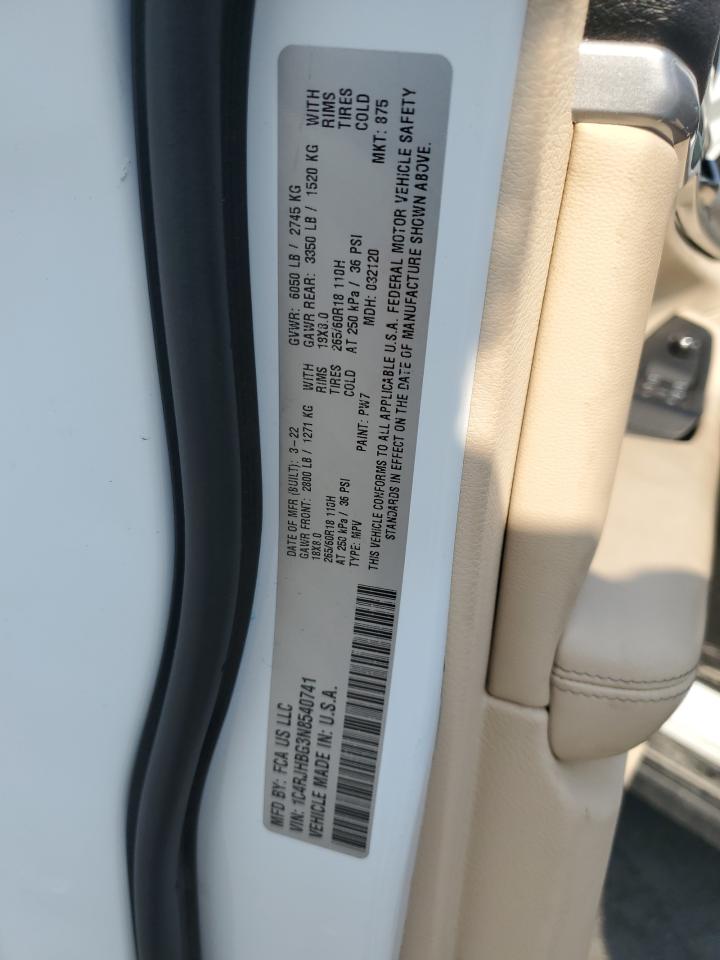 MFD BY: FCA US LLC
VIN: 1C4RJHBG3N8540741
VEHICLE MADE IN: U.S.A.
DATE OF MFR (BUILT): 3-22
GAWR FRONT: 2800 LB / 1271 KG WITH
18X8.0 RIMS
265/60R18 110H TIRES
AT 250 kPa / 36 PSI COLD
TYPE: MPV PAINT: PW7
GVWR: 6050 LB / 2745 KG
GAWR REAR: 3350 LB / 1520 KG WITH
18X8.0 RIMS
265/60R18 110H TIRES
AT 250 kPa / 36 PSI COLD
MDH: 032120 MKT: 875
THIS VEHICLE CONFORMS TO ALL APPLICABLE U.S.A. FEDERAL MOTOR VEHICLE SAFETY
STANDARDS IN EFFECT ON THE DATE OF MANUFACTURE SHOWN ABOVE.